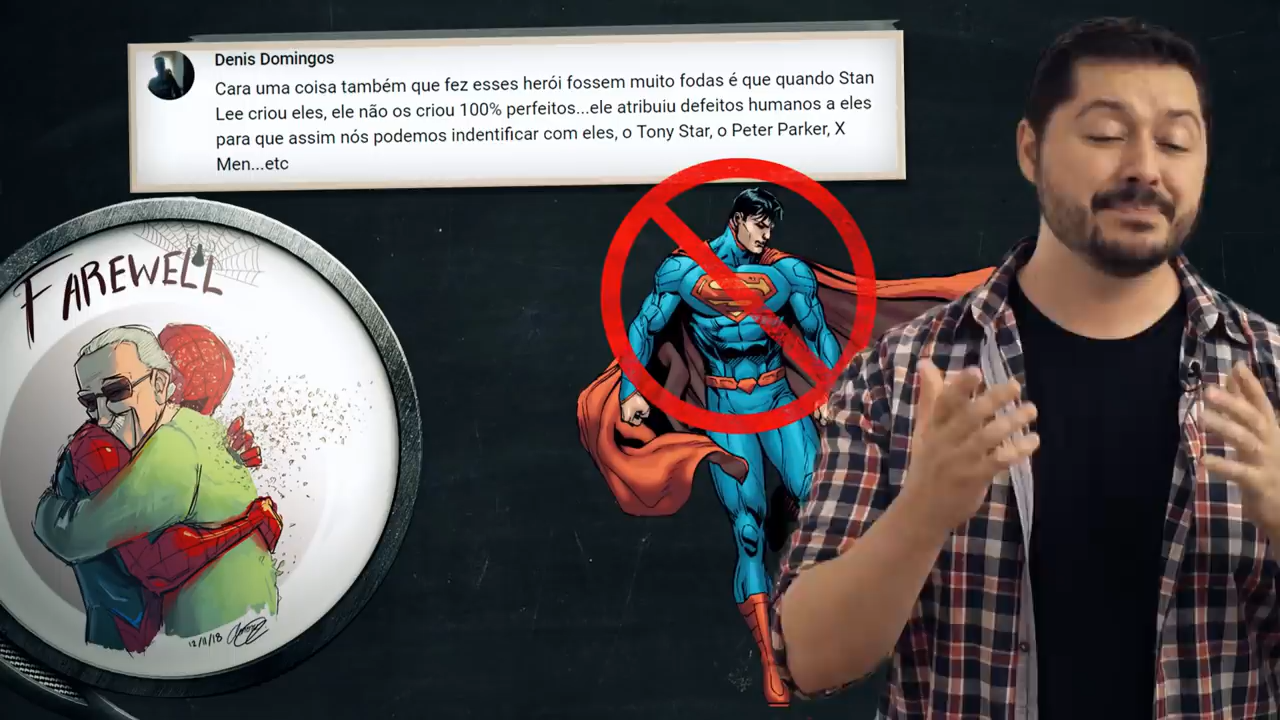 Denis Domingos
Cara uma coisa também que fez esses herói fossem muito fodas é que quando Stan
Lee criou eles, ele não os criou 100% perfeitos...ele atribuiu defeitos humanos a eles
para que assim nós podemos indentificar com eles, o Tony Star, o Peter Parker, X
Men...etc
FAREWELL
12/11/18